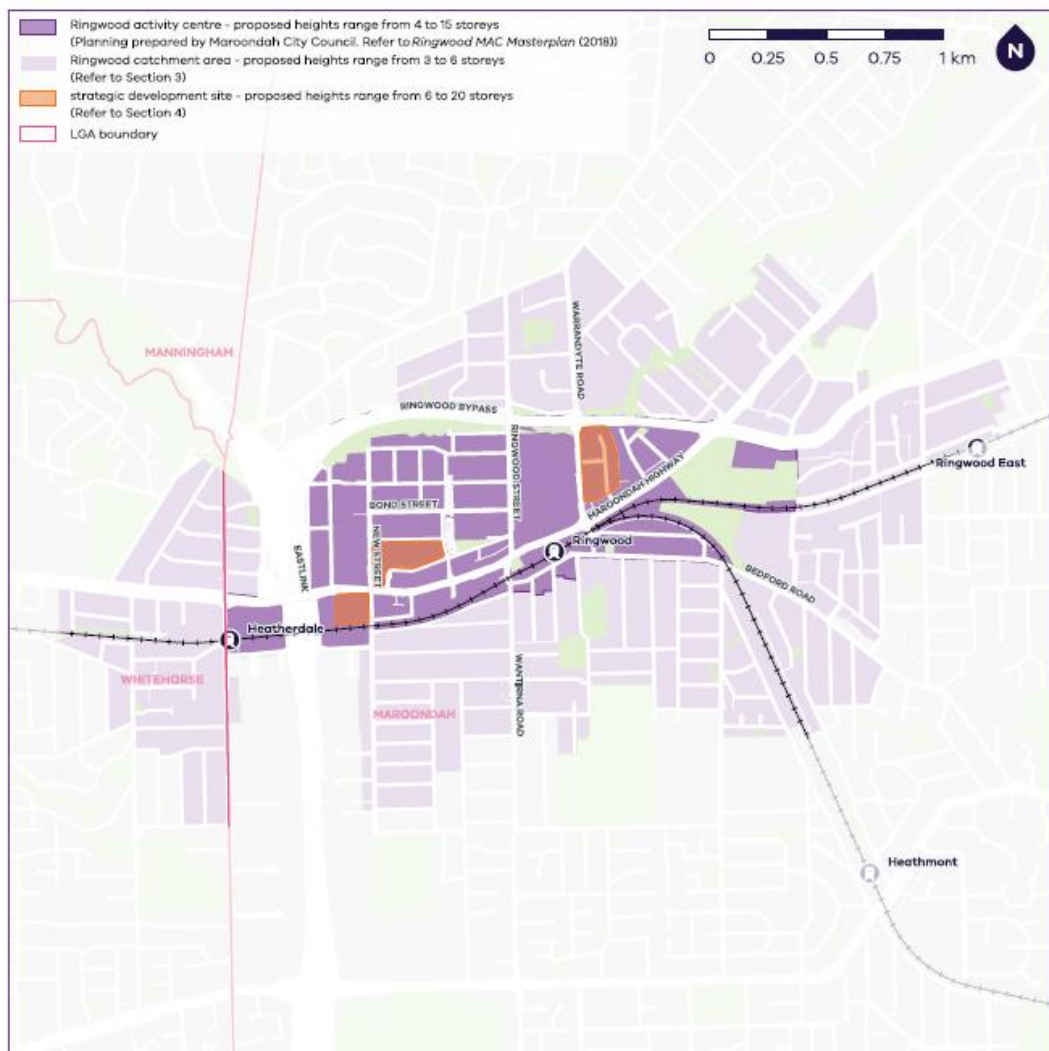 Ringwood activity centre - proposed heights range from 4 to 15 storeys
(Planning prepared by Maroondah City Council. Refer to Ringwood MAC Masterplan (2018))
Ringwood catchment area - proposed heights range from 3 to 6 storeys
(Refer to Section 3)
strategic development site - proposed heights range from 6 to 20 storeys
(Refer to Section 4)
LGA boundary
0 0.25 0.5 0.75 1 km
N
MANNINGHAM
WARRANDYTE ROAD
RINGWOOD BYPASS
RINGWOOD STREET
MAROONDAH HIGHWAY
Ringwood East
BOND STREET
NEW STREET
EASTLINK
Ringwood
BEDFORD ROAD
Heatherdale
WHITEHORSE
MAROONDAH
WANTIRNA ROAD
Heathmont